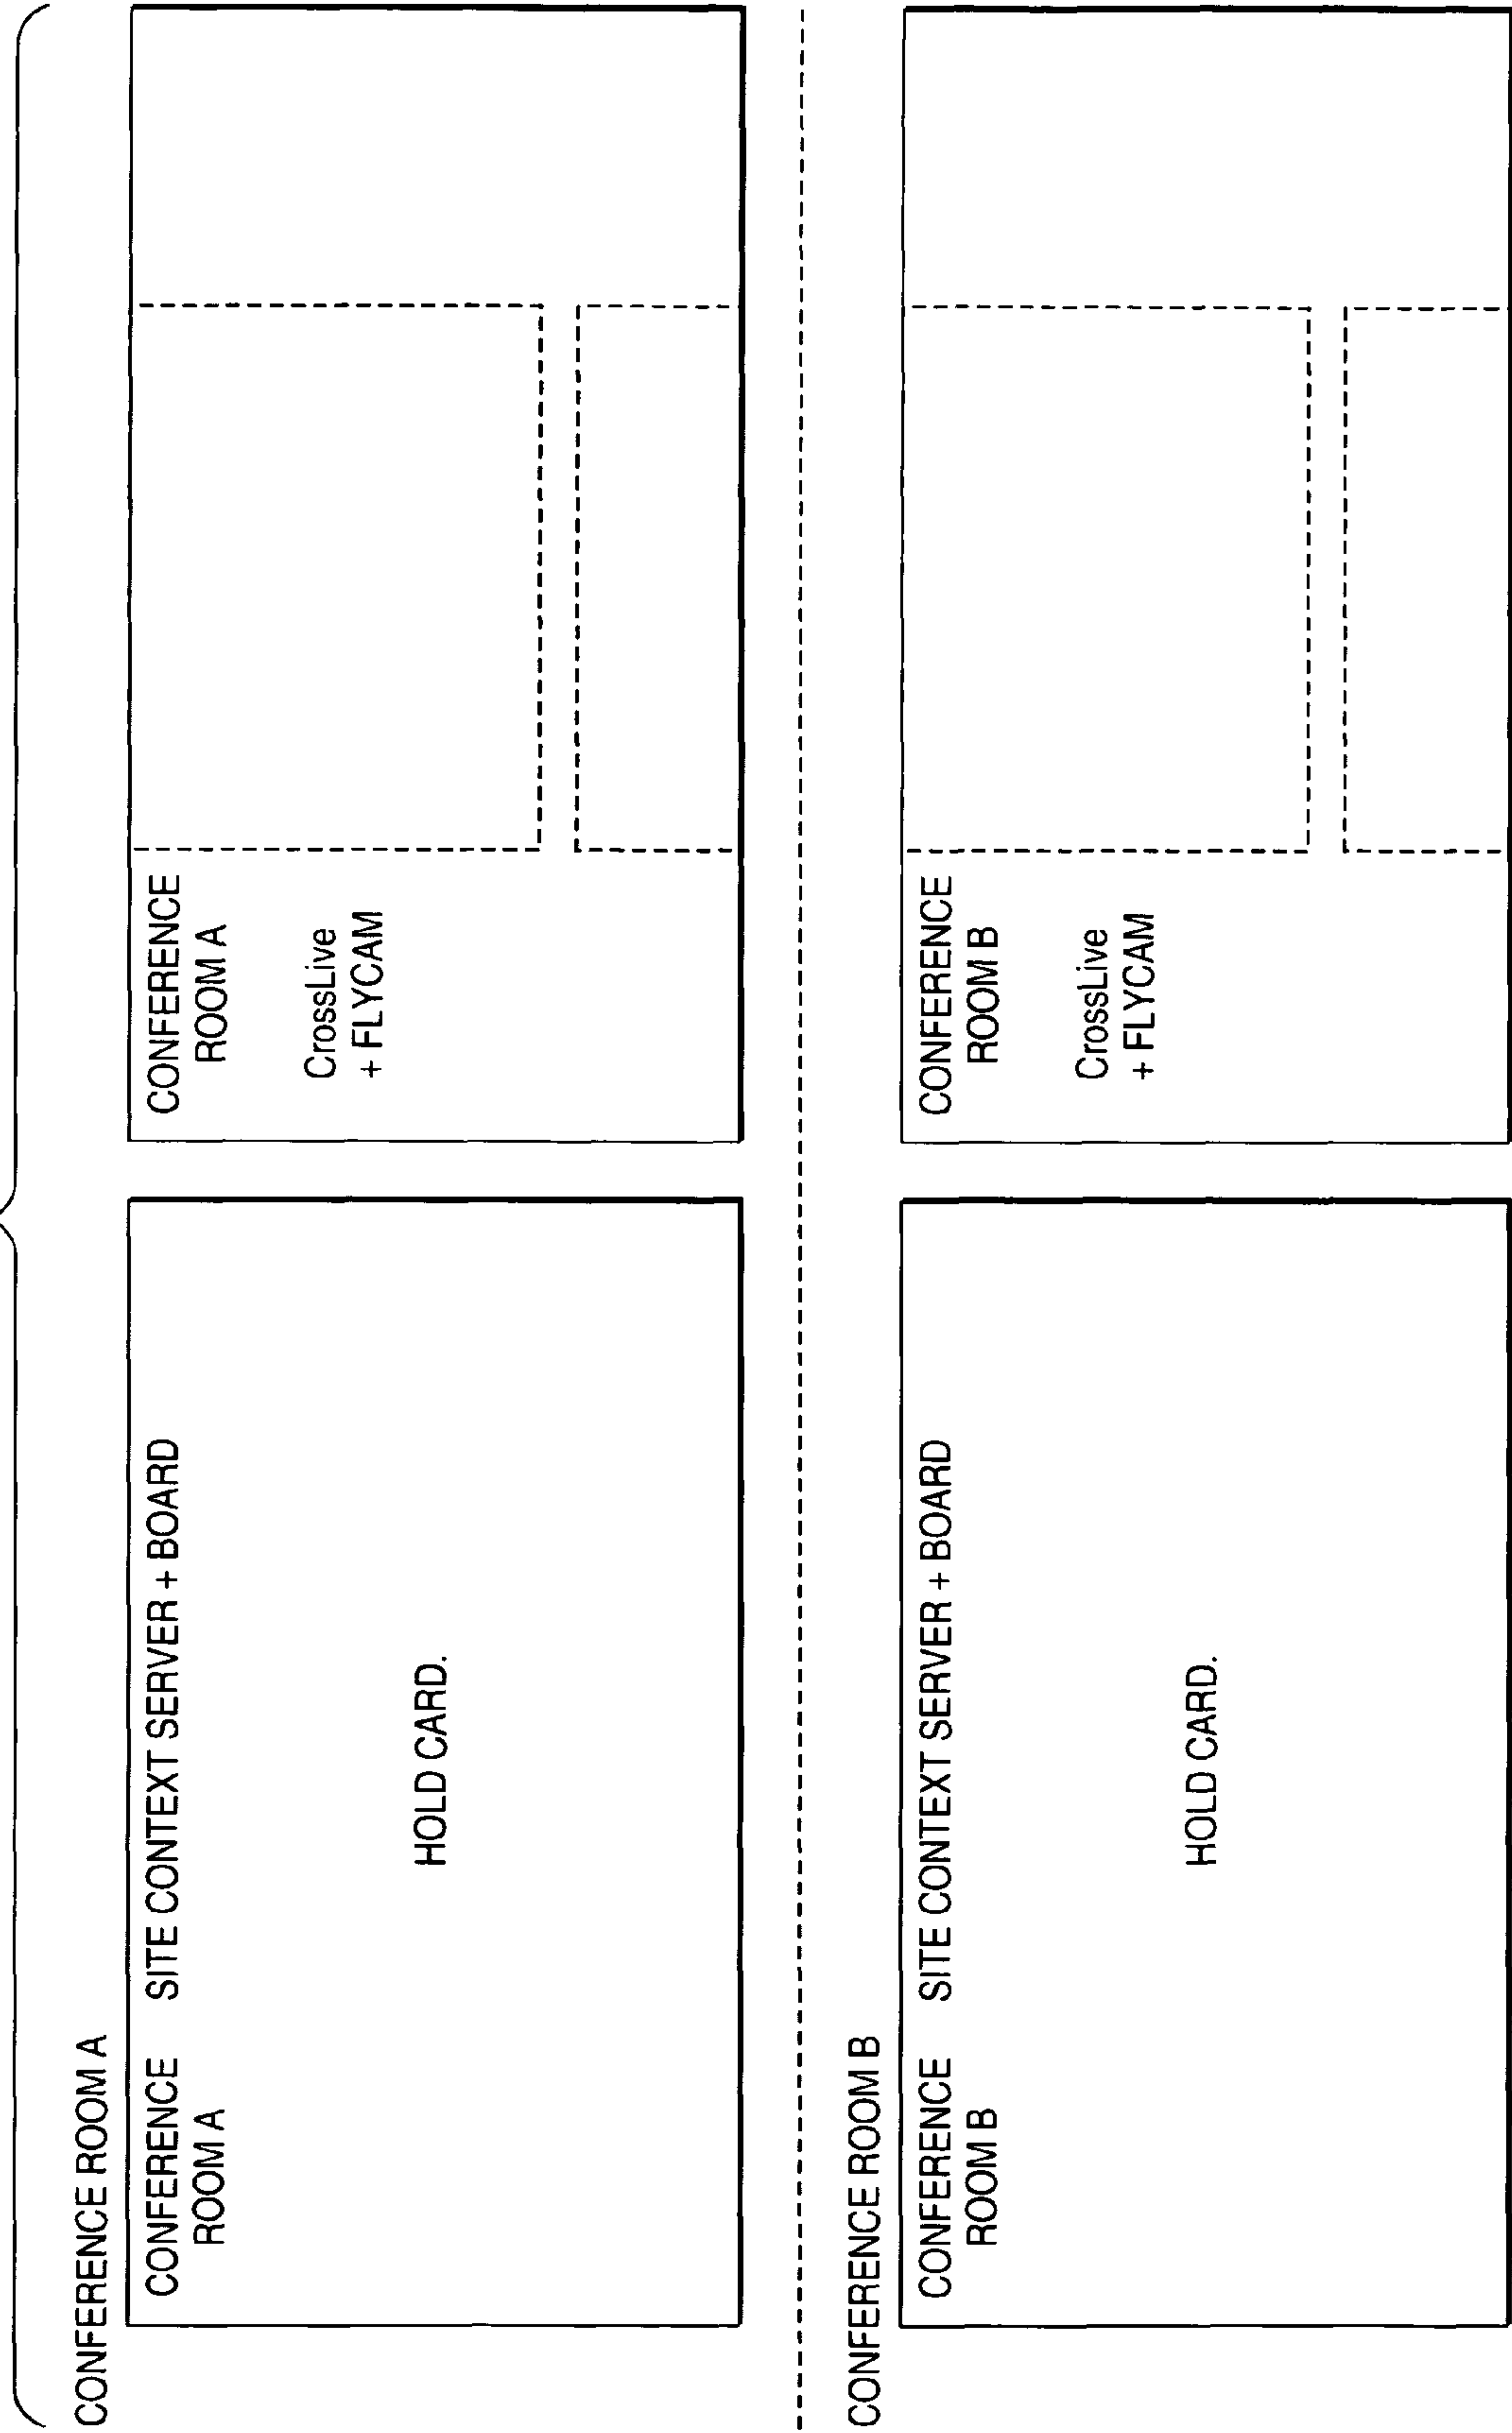 CONFERENCE ROOM A
CONFERENCE
ROOM A
SITE CONTEXT SERVER + BOARD
HOLD CARD.
CONFERENCE
ROOM A
CrossLive
+ FLYCAM
CONFERENCE ROOM B
CONFERENCE
ROOM B
SITE CONTEXT SERVER + BOARD
HOLD CARD.
CONFERENCE
ROOM B
CrossLive
+ FLYCAM